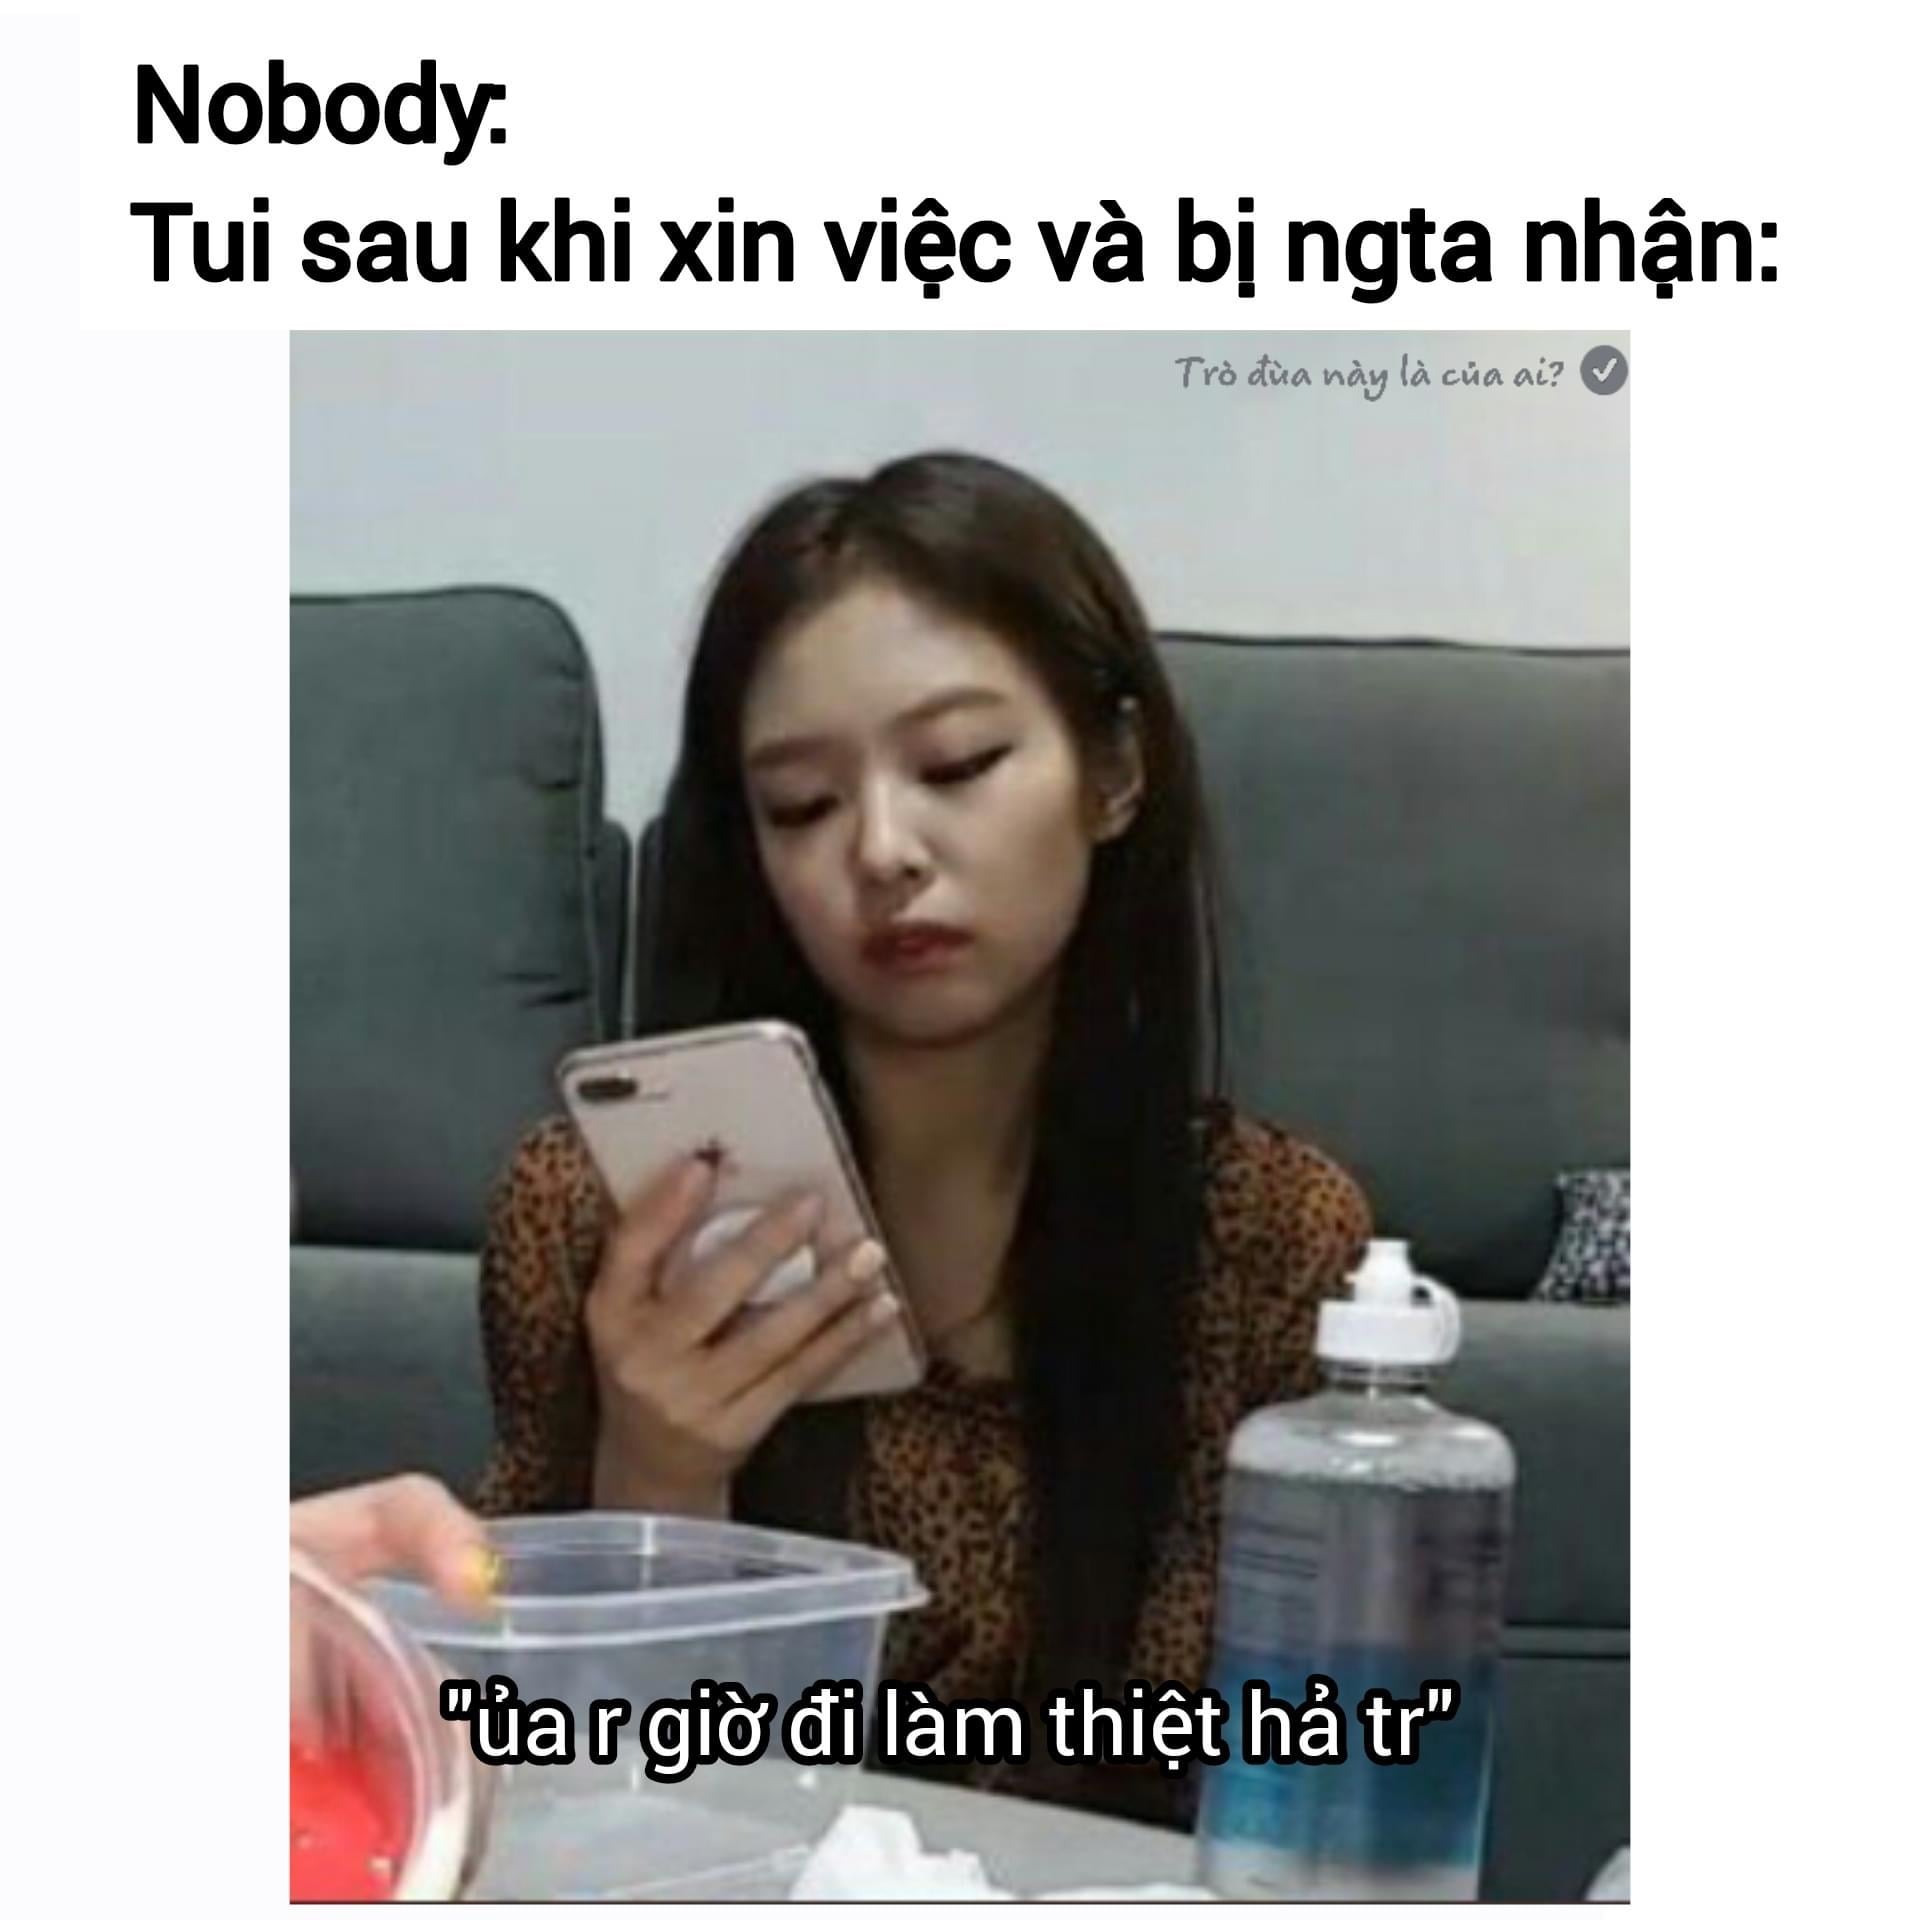 Nobody:
Tui sau khi xin việc và bị ngta nhận:
Trò đùa này là của ai?
"ủa r giờ đi làm thiệt hả tr"